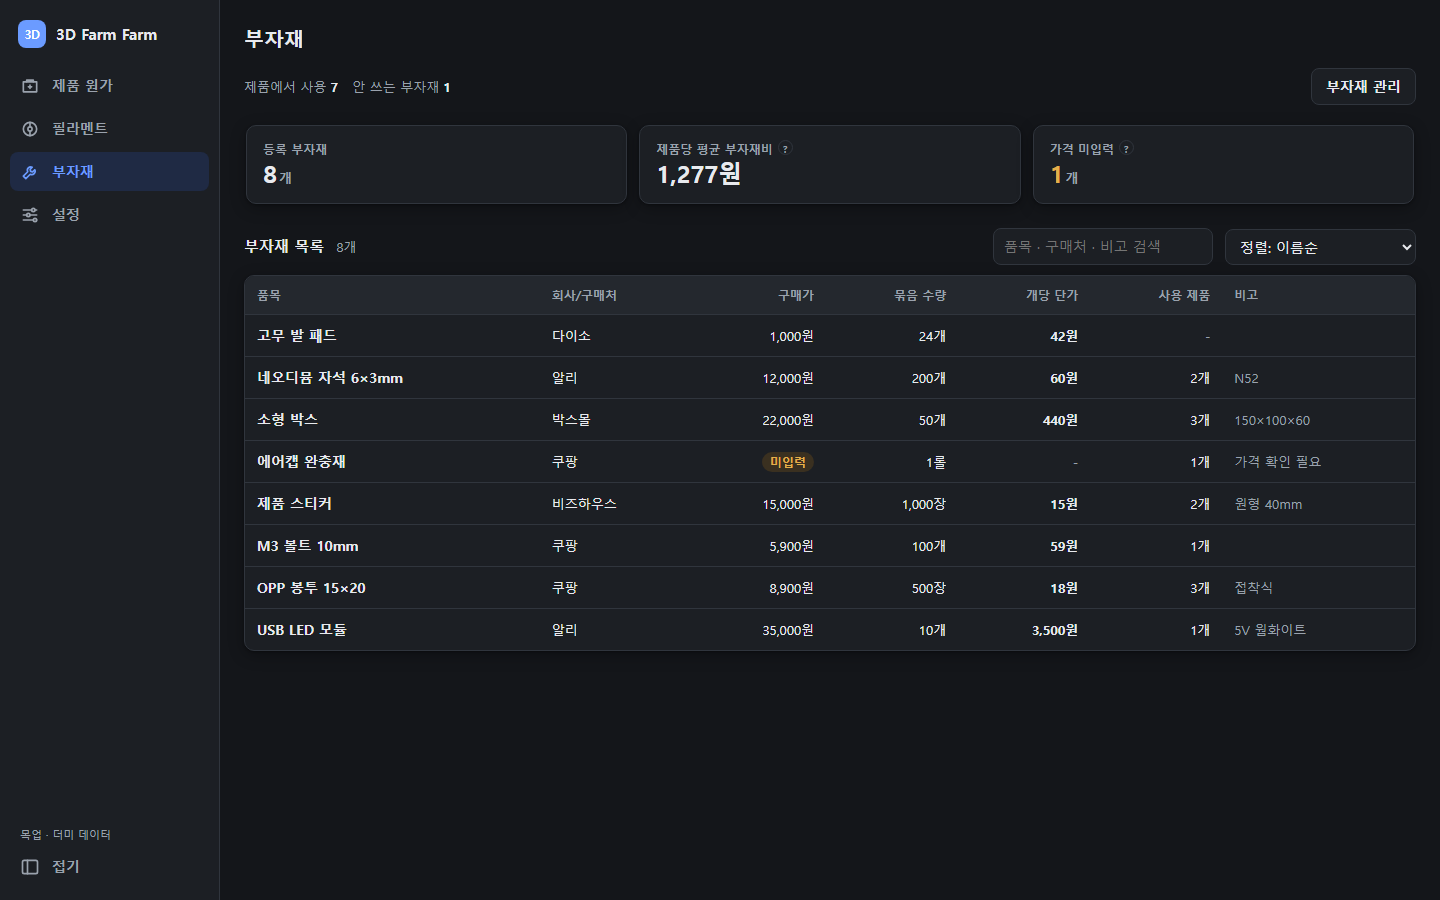 3D 3D Farm Farm
제품 원가
필라멘트
부자재
설정
목업 · 더미 데이터
접기
부자재
제품에서 사용 7 안 쓰는 부자재 1
부자재 관리
등록 부자재
8개
제품당 평균 부자재비 ?
1,277원
가격 미입력 ?
1개
부자재 목록 8개
품목 · 구매처 · 비고 검색
정렬: 이름순
품목 회사/구매처 구매가 묶음 수량 개당 단가 사용 제품 비고
고무 발 패드 다이소 1,000원 24개 42원 -
네오디뮴 자석 6×3mm 알리 12,000원 200개 60원 2개 N52
소형 박스 박스몰 22,000원 50개 440원 3개 150×100×60
에어캡 완충재 쿠팡 미입력 1롤 - 1개 가격 확인 필요
제품 스티커 비즈하우스 15,000원 1,000장 15원 2개 원형 40mm
M3 볼트 10mm 쿠팡 5,900원 100개 59원 1개
OPP 봉투 15×20 쿠팡 8,900원 500장 18원 3개 접착식
USB LED 모듈 알리 35,000원 10개 3,500원 1개 5V 웜화이트